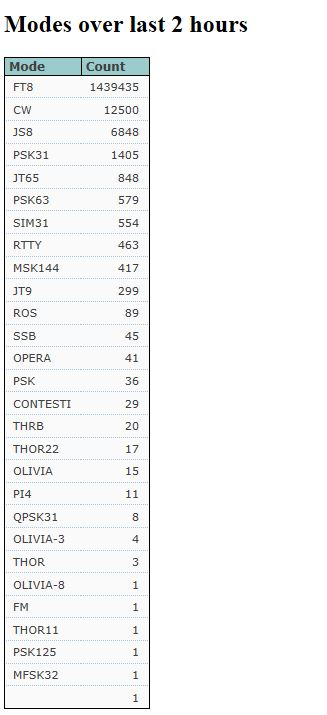 Modes over last 2 hours
Mode Count
FT8 1439435
CW 12500
JS8 6848
PSK31 1405
JT65 848
PSK63 579
SIM31 554
RTTY 463
MSK144 417
JT9 299
ROS 89
SSB 45
OPERA 41
PSK 36
CONTESTI 29
THRB 20
THOR22 17
OLIVIA 15
PI4 11
QPSK31 8
OLIVIA-3 4
THOR 3
OLIVIA-8 1
FM 1
THOR11 1
PSK125 1
MFSK32 1
1